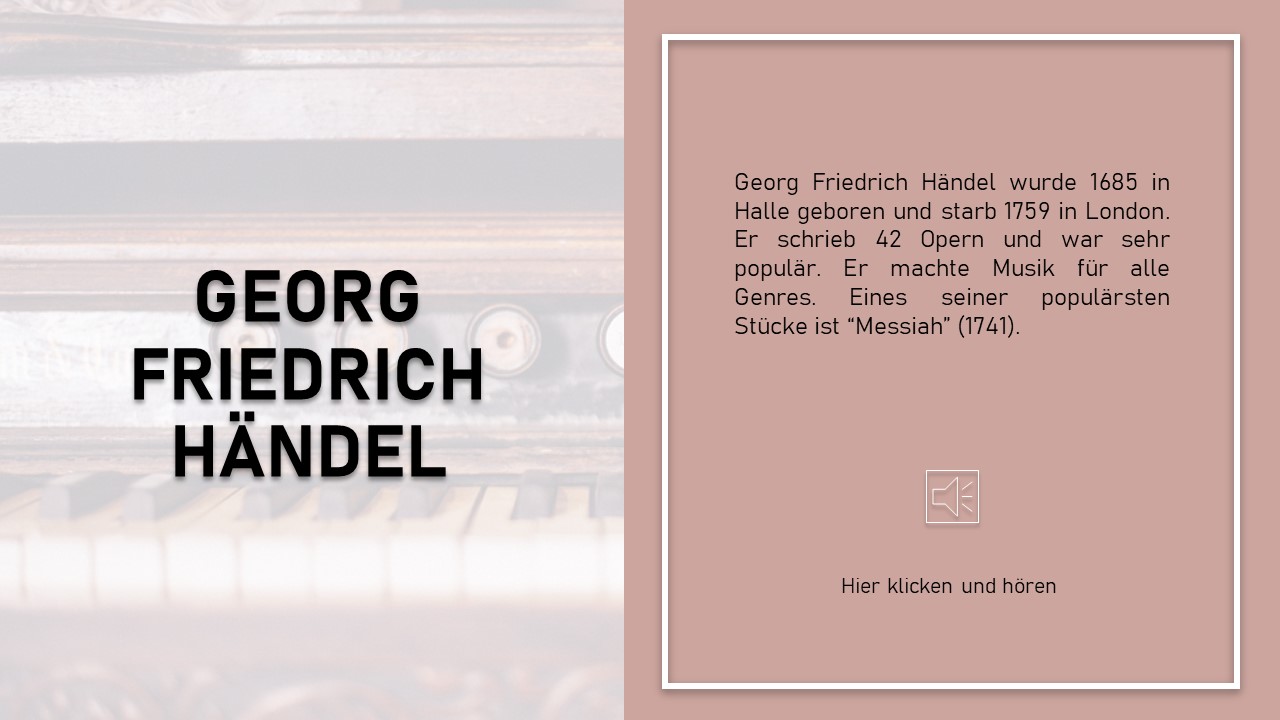 GEORG
FRIEDRICH
HÄNDEL
Georg Friedrich Händel wurde 1685 in
Halle geboren und starb 1759 in London.
Er schrieb 42 Opern und war sehr
populär. Er machte Musik für alle
Genres. Eines seiner populärsten
Stücke ist “Messiah” (1741).
Hier klicken und hören